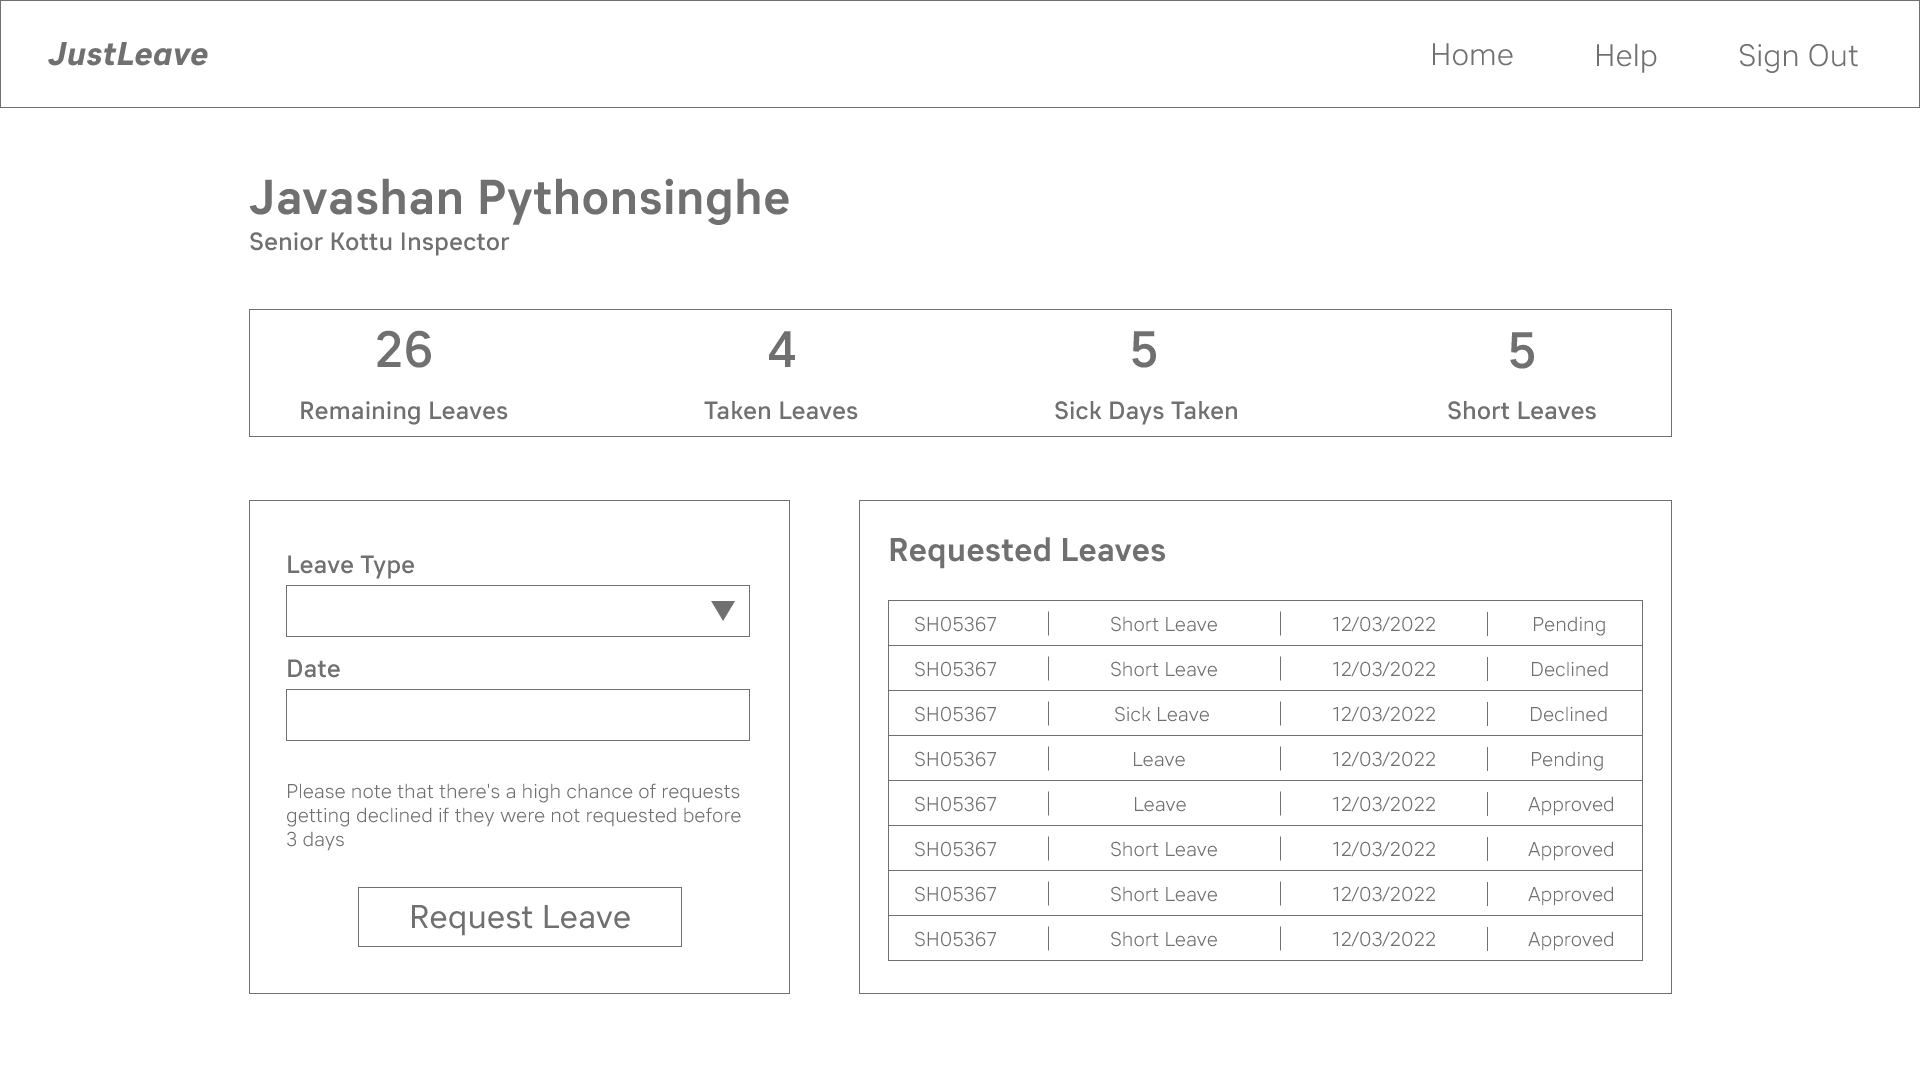 JustLeave
Home Help Sign Out
Javashan Pythonsinghe
Senior Kottu Inspector
26 4 5 5
Remaining Leaves Taken Leaves Sick Days Taken Short Leaves
Leave Type
Date
Please note that there's a high chance of requests
getting declined if they were not requested before
3 days
Request Leave
Requested Leaves
SH05367 Short Leave 12/03/2022 Pending
SH05367 Short Leave 12/03/2022 Declined
SH05367 Sick Leave 12/03/2022 Declined
SH05367 Leave 12/03/2022 Pending
SH05367 Leave 12/03/2022 Approved
SH05367 Short Leave 12/03/2022 Approved
SH05367 Short Leave 12/03/2022 Approved
SH05367 Short Leave 12/03/2022 Approved